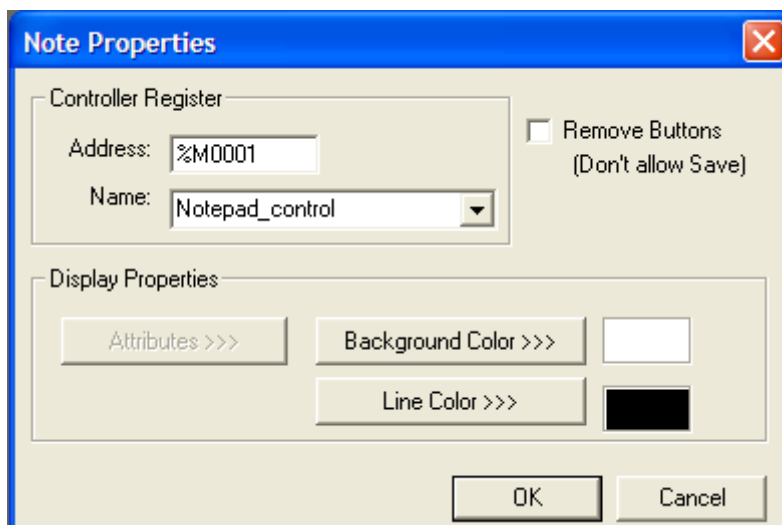 Note Properties
Controller Register
Address: %M0001
Name: Notepad_control
Remove Buttons
(Don't allow Save)
Display Properties
Attributes >>>
Background Color >>>
Line Color >>>
OK
Cancel